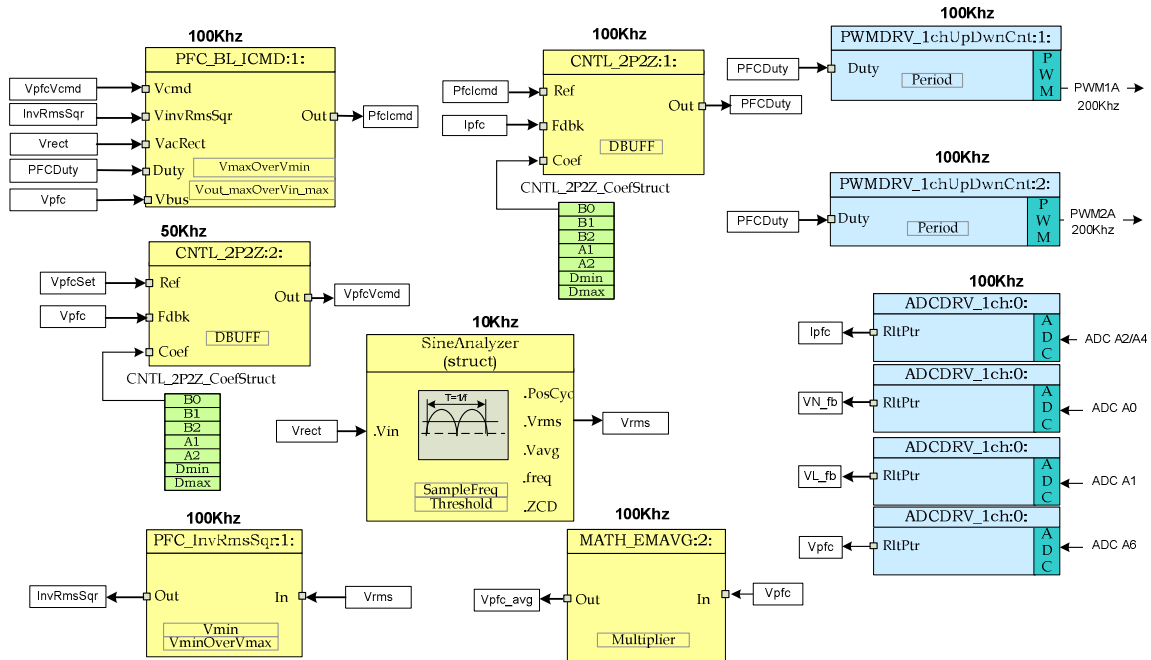 100Khz
PFC_BL_ICMD:1:
VpfcVcmd
Vcmd
InvRmsSqr
VinvRmsSqr
Out
PfcIcmd
Vrect
VacRect
PFCDuty
Duty
VmaxOverVmin
Vpfc
Vbus
Vout_maxOverVin_max
100Khz
CNTL_2P2Z:1:
PfcIcmd
Ref
Out
PFCDuty
Ipfc
Fdbk
DBUFF
Coef
CNTL_2P2Z_CoefStruct
B0
B1
B2
A1
A2
Dmin
Dmax
100Khz
PWMDRV_1chUpDwnCnt:1:
PFCDuty
Duty
Period
P
W
M
PWM1A
200Khz
100Khz
PWMDRV_1chUpDwnCnt:2:
PFCDuty
Duty
Period
P
W
M
PWM2A
200Khz
50Khz
CNTL_2P2Z:2:
VpfcSet
Ref
Out
VpfcVcmd
Vpfc
Fdbk
DBUFF
Coef
CNTL_2P2Z_CoefStruct
B0
B1
B2
A1
A2
Dmin
Dmax
10Khz
SineAnalyzer
(struct)
T=1/f
Vrect
.Vin
.PosCyc
.Vrms
Vrms
.Vavg
.freq
.ZCD
SampleFreq
Threshold
100Khz
ADCDRV_1ch:0:
Ipfc
RltPtr
A
D
C
ADC A2/A4
ADCDRV_1ch:0:
VN_fb
RltPtr
A
D
C
ADC A0
ADCDRV_1ch:0:
VL_fb
RltPtr
A
D
C
ADC A1
ADCDRV_1ch:0:
Vpfc
RltPtr
A
D
C
ADC A6
100Khz
PFC_InvRmsSqr:1:
InvRmsSqr
Out
In
Vrms
Vmin
VminOverVmax
100Khz
MATH_EMAVG:2:
Vpfc_avg
Out
In
Vpfc
Multiplier